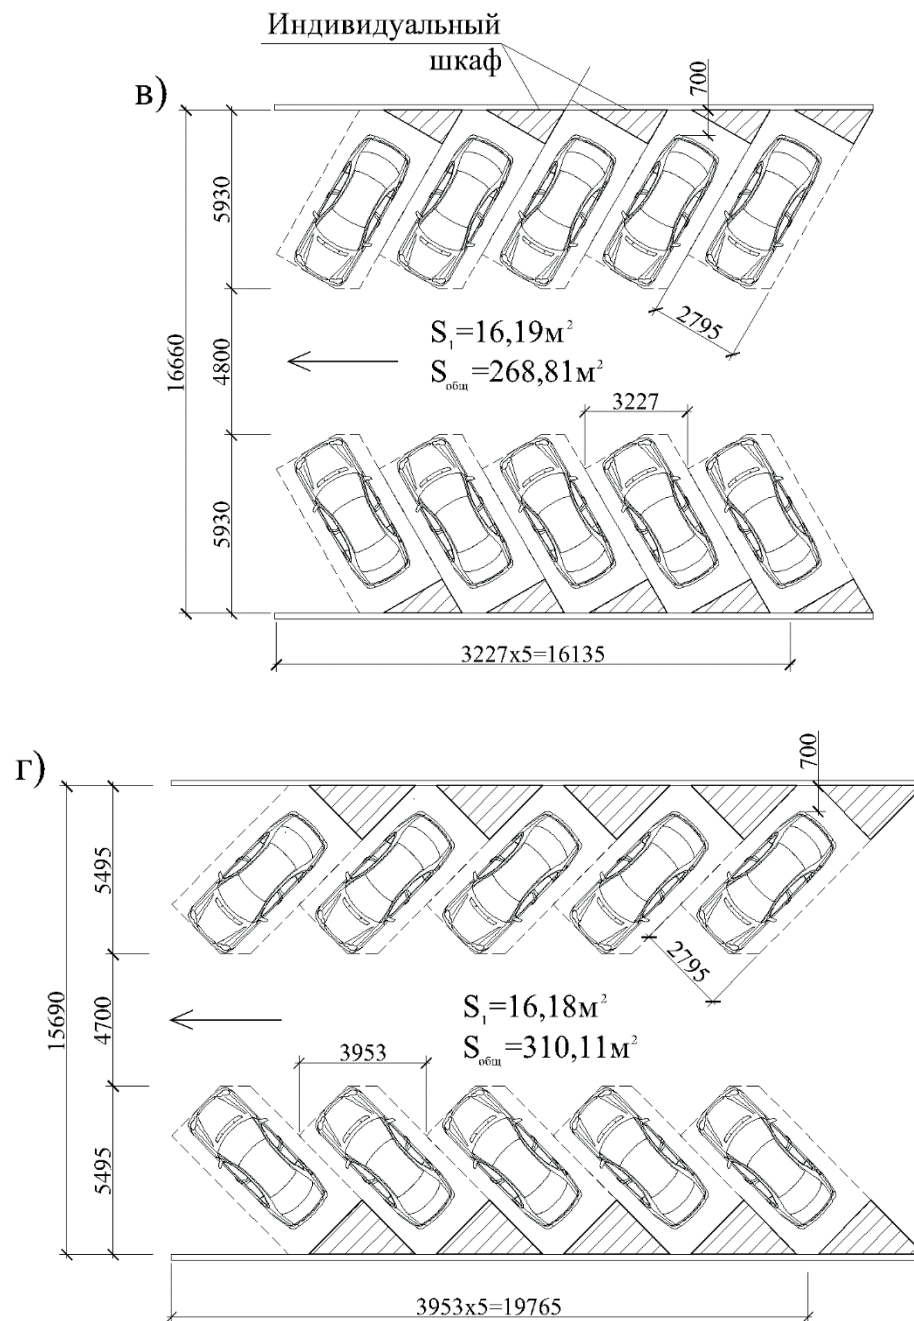 Индивидуальный
шкаф
в)
700
5930
16660
4800
S₁=16,19м²
Sобщ=268,81м²
2795
3227
5930
3227x5=16135
г)
700
5495
2795
15690
4700
S₁=16,18м²
Sобщ=310,11м²
3953
5495
3953x5=19765